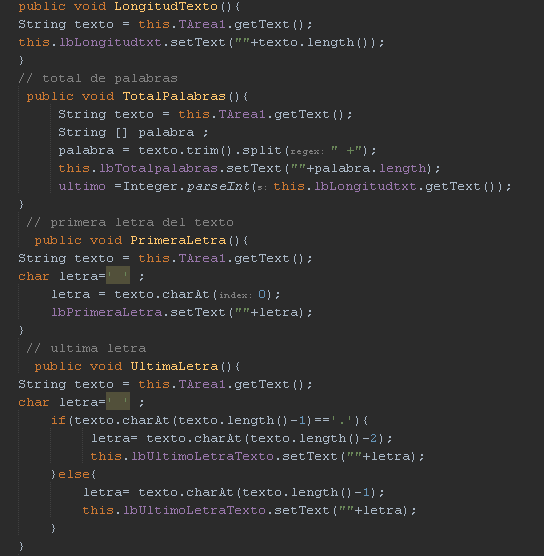 public void LongitudTexto(){
String texto = this.TArea1.getText();
this.lbLongitudtxt.setText(""+texto.length());
}
// total de palabras
public void TotalPalabras(){
String texto = this.TArea1.getText();
String [] palabra ;
palabra = texto.trim().split(regex: " +");
this.lbTotalpalabras.setText(""+palabra.length);
ultimo =Integer.parseInt(s: this.lbLongitudtxt.getText());
}
// primera letra del texto
public void PrimeraLetra(){
String texto = this.TArea1.getText();
char letra=' ' ;
letra = texto.charAt(index: 0);
lbPrimeraLetra.setText(""+letra);
}
// ultima letra
public void UltimaLetra(){
String texto = this.TArea1.getText();
char letra=' ' ;
if(texto.charAt(texto.length()-1)=='.'){
letra= texto.charAt(texto.length()-2);
this.lbUltimoLetraTexto.setText(""+letra);
}else{
letra= texto.charAt(texto.length()-1);
this.lbUltimoLetraTexto.setText(""+letra);
}
}